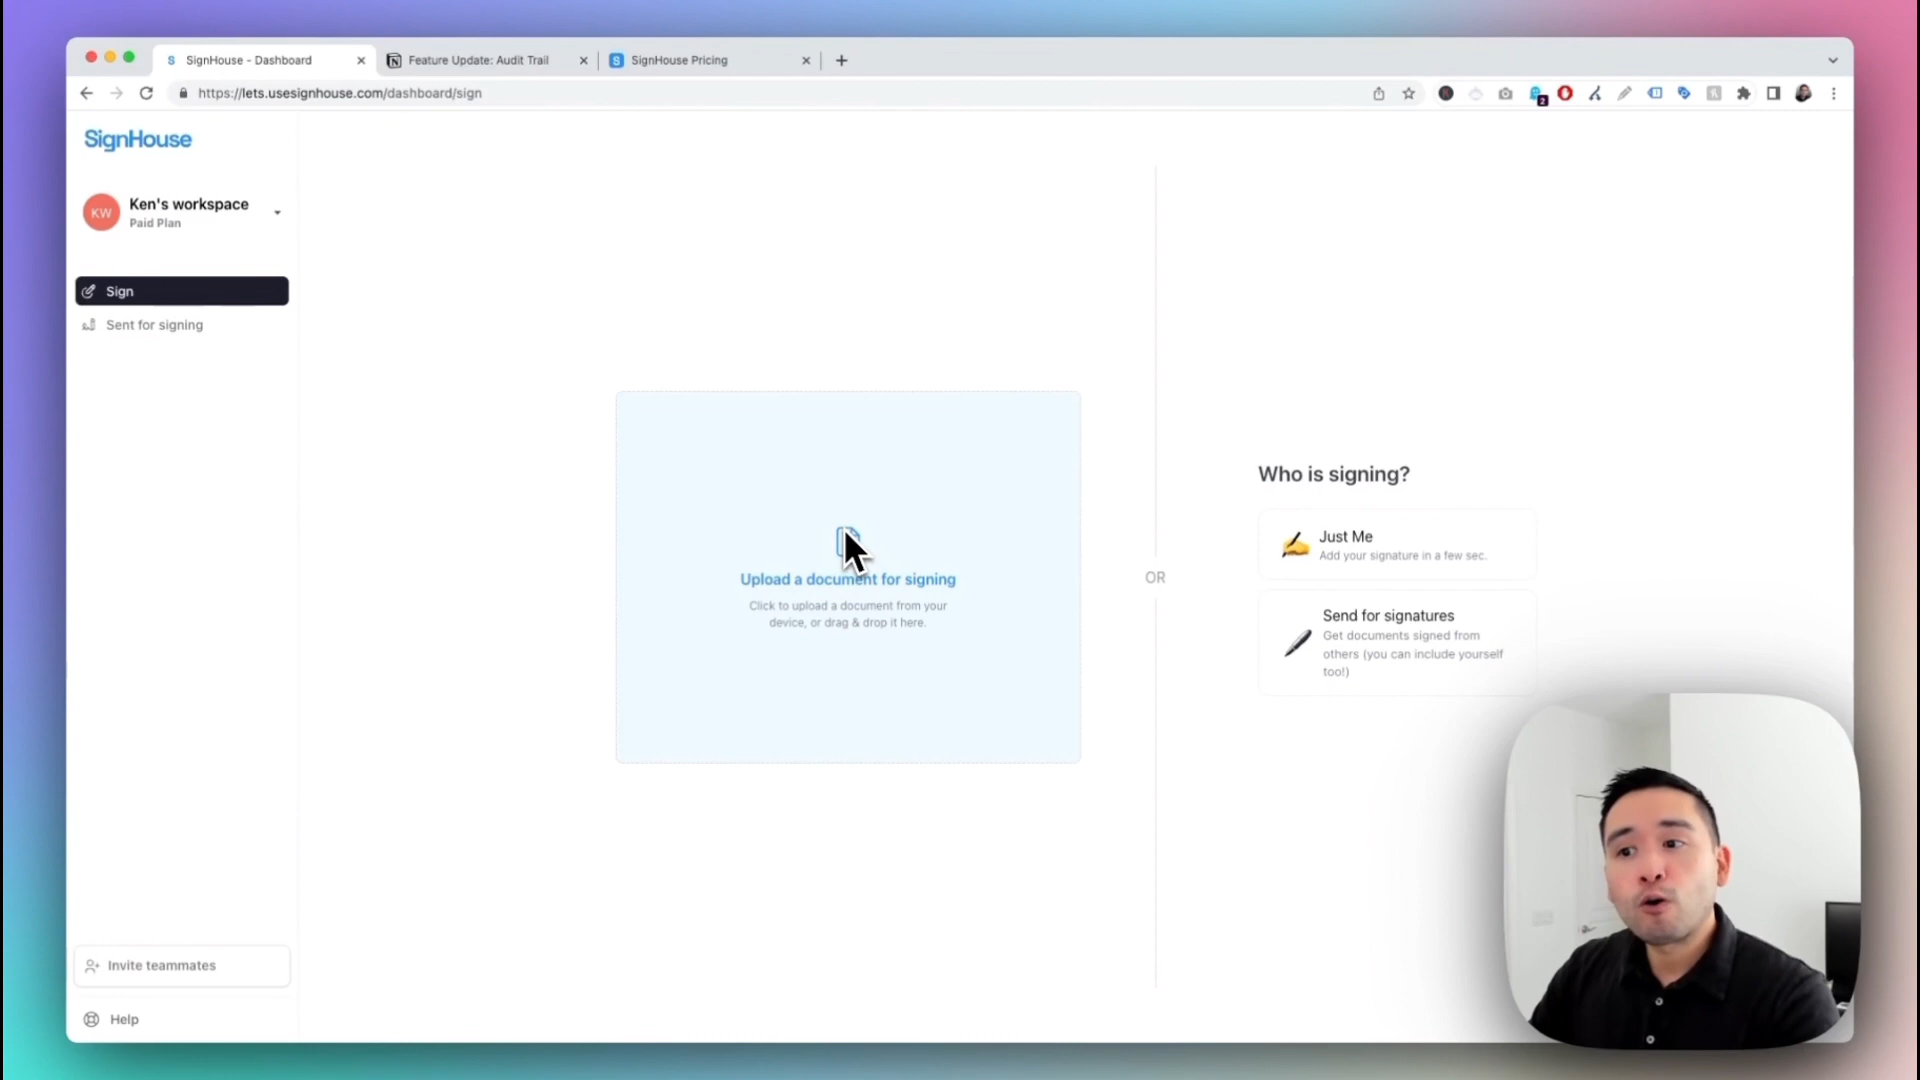 SignHouse - Dashboard
Feature Update: Audit Trail
SignHouse Pricing
https://lets.usesignhouse.com/dashboard/sign
2
SignHouse
KW
Ken's workspace
Paid Plan
Sign
Sent for signing
Upload a document for signing
Click to upload a document from your
device, or drag & drop it here.
OR
Who is signing?
Just Me
Add your signature in a few sec.
Send for signatures
Get documents signed from
others (you can include yourself
too!)
Invite teammates
Help